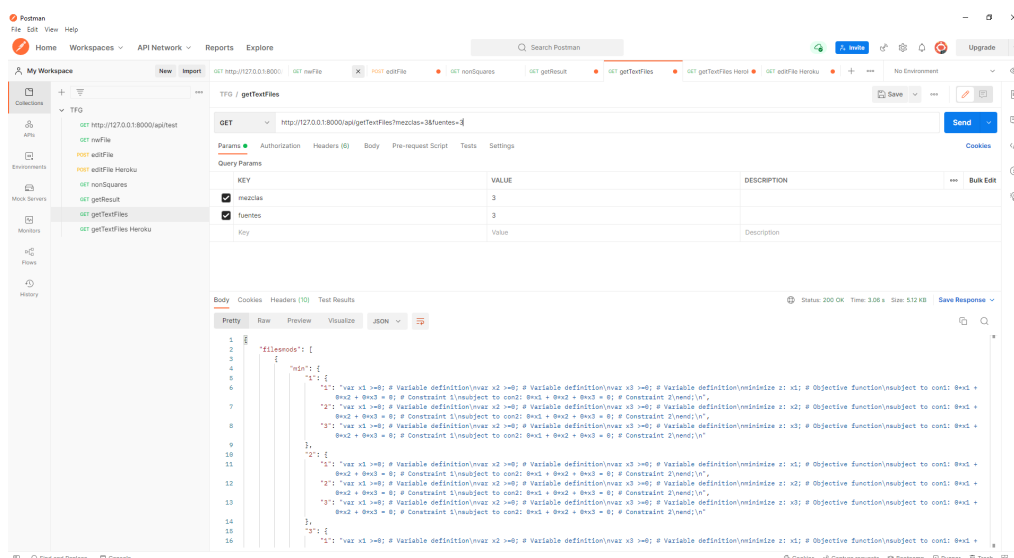 Postman
File Edit View Help
Home Workspaces API Network Reports Explore Search Postman Invite Upgrade
My Workspace New Import GET http://127.0.0.1:8000/ GET nwFile POST editFile GET nonSquares GET getResult GET getTextFiles GET getTextFiles Herol GET editFile Heroku No Environment
Collections
APIs
Environments
Mock Servers
Monitors
Flows
History
TFG
GET http://127.0.0.1:8000/api/test
GET nwFile
POST editFile
POST editFile Heroku
GET nonSquares
GET getResult
GET getTextFiles
GET getTextFiles Heroku
TFG / getTextFiles Save
GET http://127.0.0.1:8000/api/getTextFiles?mezclas=3&fuentes=3 Send
Params Authorization Headers (6) Body Pre-request Script Tests Settings Cookies
Query Params
KEY VALUE DESCRIPTION Bulk Edit
mezclas 3
fuentes 3
Key Value Description
Body Cookies Headers (10) Test Results Status: 200 OK Time: 3.06 s Size: 5.12 KB Save Response
Pretty Raw Preview Visualize JSON
1 {
2 "filesmods": [
3 {
4 "min": {
5 "1": {
6 "1": "var x1 >=0; # Variable definition\nvar x2 >=0; # Variable definition\nvar x3 >=0; # Variable definition\nminimize z: x1; # Objective function\nsubject to con1: 0*x1 +
0*x2 + 0*x3 = 0; # Constraint 1\nsubject to con2: 0*x1 + 0*x2 + 0*x3 = 0; # Constraint 2\nend;\n",
7 "2": "var x1 >=0; # Variable definition\nvar x2 >=0; # Variable definition\nvar x3 >=0; # Variable definition\nminimize z: x2; # Objective function\nsubject to con1: 0*x1 +
0*x2 + 0*x3 = 0; # Constraint 1\nsubject to con2: 0*x1 + 0*x2 + 0*x3 = 0; # Constraint 2\nend;\n",
8 "3": "var x1 >=0; # Variable definition\nvar x2 >=0; # Variable definition\nvar x3 >=0; # Variable definition\nminimize z: x3; # Objective function\nsubject to con1: 0*x1 +
0*x2 + 0*x3 = 0; # Constraint 1\nsubject to con2: 0*x1 + 0*x2 + 0*x3 = 0; # Constraint 2\nend;\n"
9 },
10 "2": {
11 "1": "var x1 >=0; # Variable definition\nvar x2 >=0; # Variable definition\nvar x3 >=0; # Variable definition\nminimize z: x1; # Objective function\nsubject to con1: 0*x1 +
0*x2 + 0*x3 = 0; # Constraint 1\nsubject to con2: 0*x1 + 0*x2 + 0*x3 = 0; # Constraint 2\nend;\n",
12 "2": "var x1 >=0; # Variable definition\nvar x2 >=0; # Variable definition\nvar x3 >=0; # Variable definition\nminimize z: x2; # Objective function\nsubject to con1: 0*x1 +
0*x2 + 0*x3 = 0; # Constraint 1\nsubject to con2: 0*x1 + 0*x2 + 0*x3 = 0; # Constraint 2\nend;\n",
13 "3": "var x1 >=0; # Variable definition\nvar x2 >=0; # Variable definition\nvar x3 >=0; # Variable definition\nminimize z: x3; # Objective function\nsubject to con1: 0*x1 +
0*x2 + 0*x3 = 0; # Constraint 1\nsubject to con2: 0*x1 + 0*x2 + 0*x3 = 0; # Constraint 2\nend;\n"
14 },
15 "3": {
16 "1": "var x1 >=0; # Variable definition\nvar x2 >=0; # Variable definition\nvar x3 >=0; # Variable definition\nminimize z: x1; # Objective function\nsubject to con1: 0*x1 +